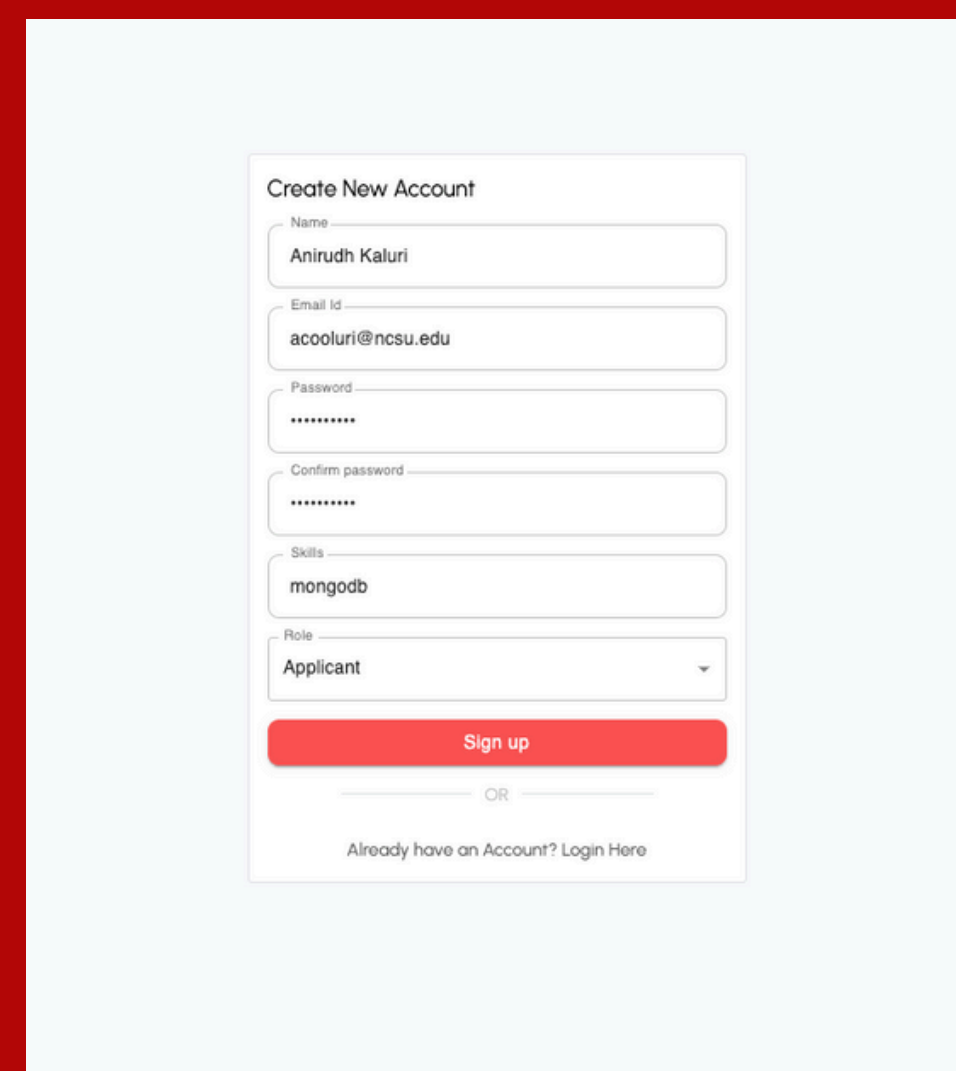 Create New Account
Name
Anirudh Kaluri
Email Id
acooluri@ncsu.edu
Password
••••••••••
Confirm password
••••••••••
Skills
mongodb
Role
Applicant
Sign up
OR
Already have an Account? Login Here